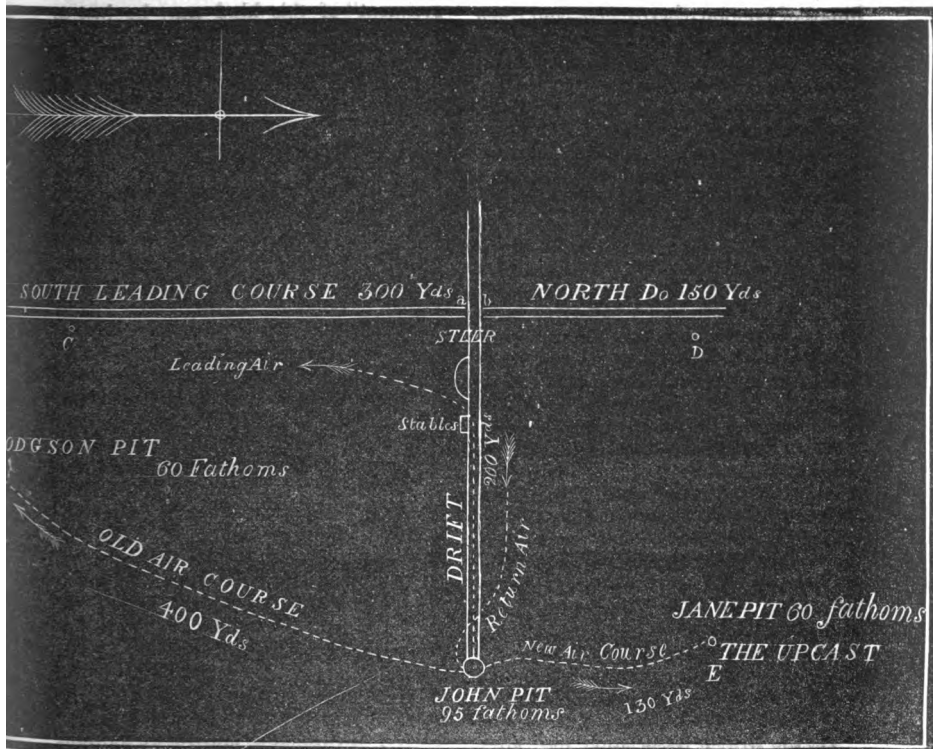 SOUTH LEADING COURSE 300 Yds
a
b
NORTH Do 150 Yds
STEER
C
D
Leading Air
Stables
200 Yds
ODGSON PIT
60 Fathoms
DRIFT
Return Air
OLD AIR COURSE
400 Yds
JANE PIT 60 fathoms
New Air Course
THE UPCAST
E
130 Yds
JOHN PIT
95 fathoms